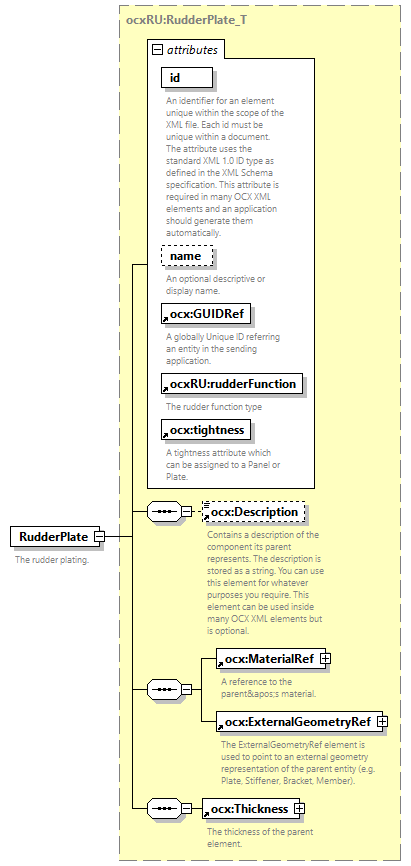 ocxRU:RudderPlate_T
attributes
id
An identifier for an element
unique within the scope of the
XML file. Each id must be
unique within a document.
The attribute uses the
standard XML 1.0 ID type as
defined in the XML Schema
specification. This attribute is
required in many OCX XML
elements and an application
should generate them
automatically.
name
An optional descriptive or
display name.
ocx:GUIDRef
A globally Unique ID referring
an entity in the sending
application.
ocxRU:rudderFunction
The rudder function type
ocx:tightness
A tightness attribute which
can be assigned to a Panel or
Plate.
RudderPlate
The rudder plating.
ocx:Description
Contains a description of the
component its parent
represents. The description is
stored as a string. You can use
this element for whatever
purposes you require. This
element can be used inside
many OCX XML elements but
is optional.
ocx:MaterialRef
A reference to the
parent&apos;s material.
ocx:ExternalGeometryRef
The ExternalGeometryRef element is
used to point to an external geometry
representation of the parent entity (e.g.
Plate, Stiffener, Bracket, Member).
ocx:Thickness
The thickness of the parent
element.